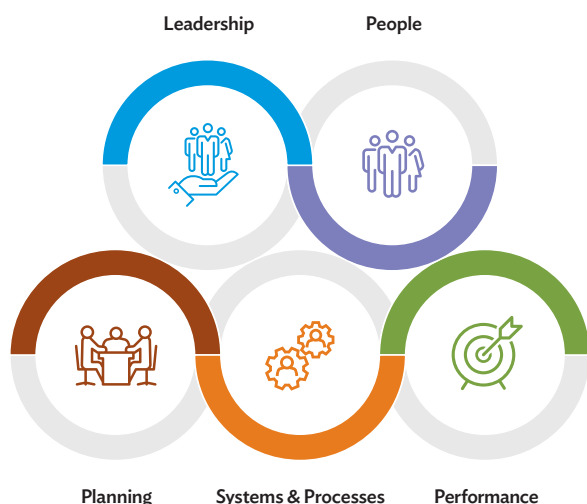 Leadership
People
Planning
Systems & Processes
Performance